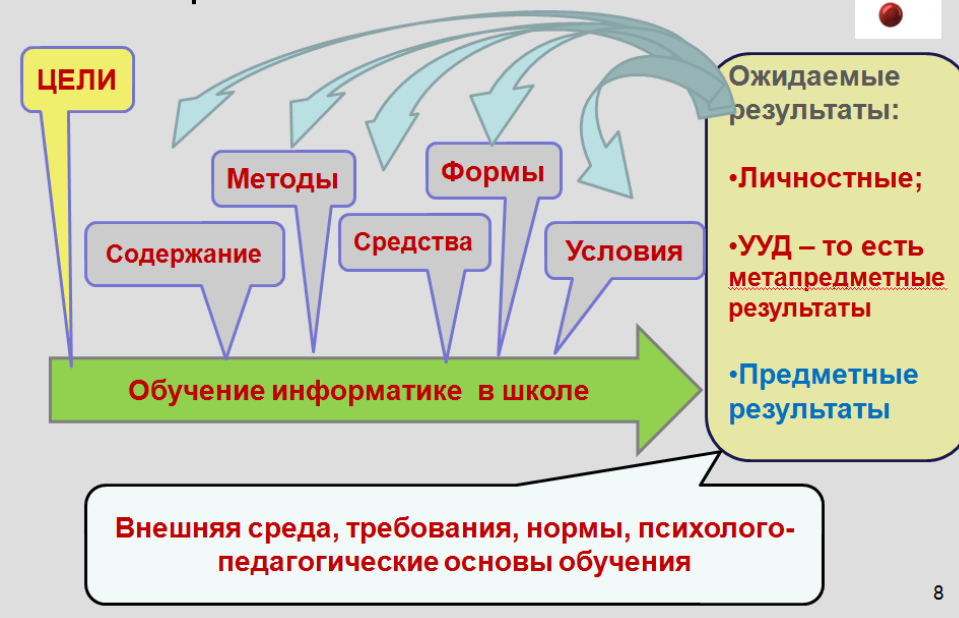 ЦЕЛИ
Методы
Формы
Содержание
Средства
Условия
Обучение информатике в школе
Ожидаемые
результаты:
•Личностные;
•УУД – то есть
метапредметные
результаты
•Предметные
результаты
Внешняя среда, требования, нормы, психолого-
педагогические основы обучения
8